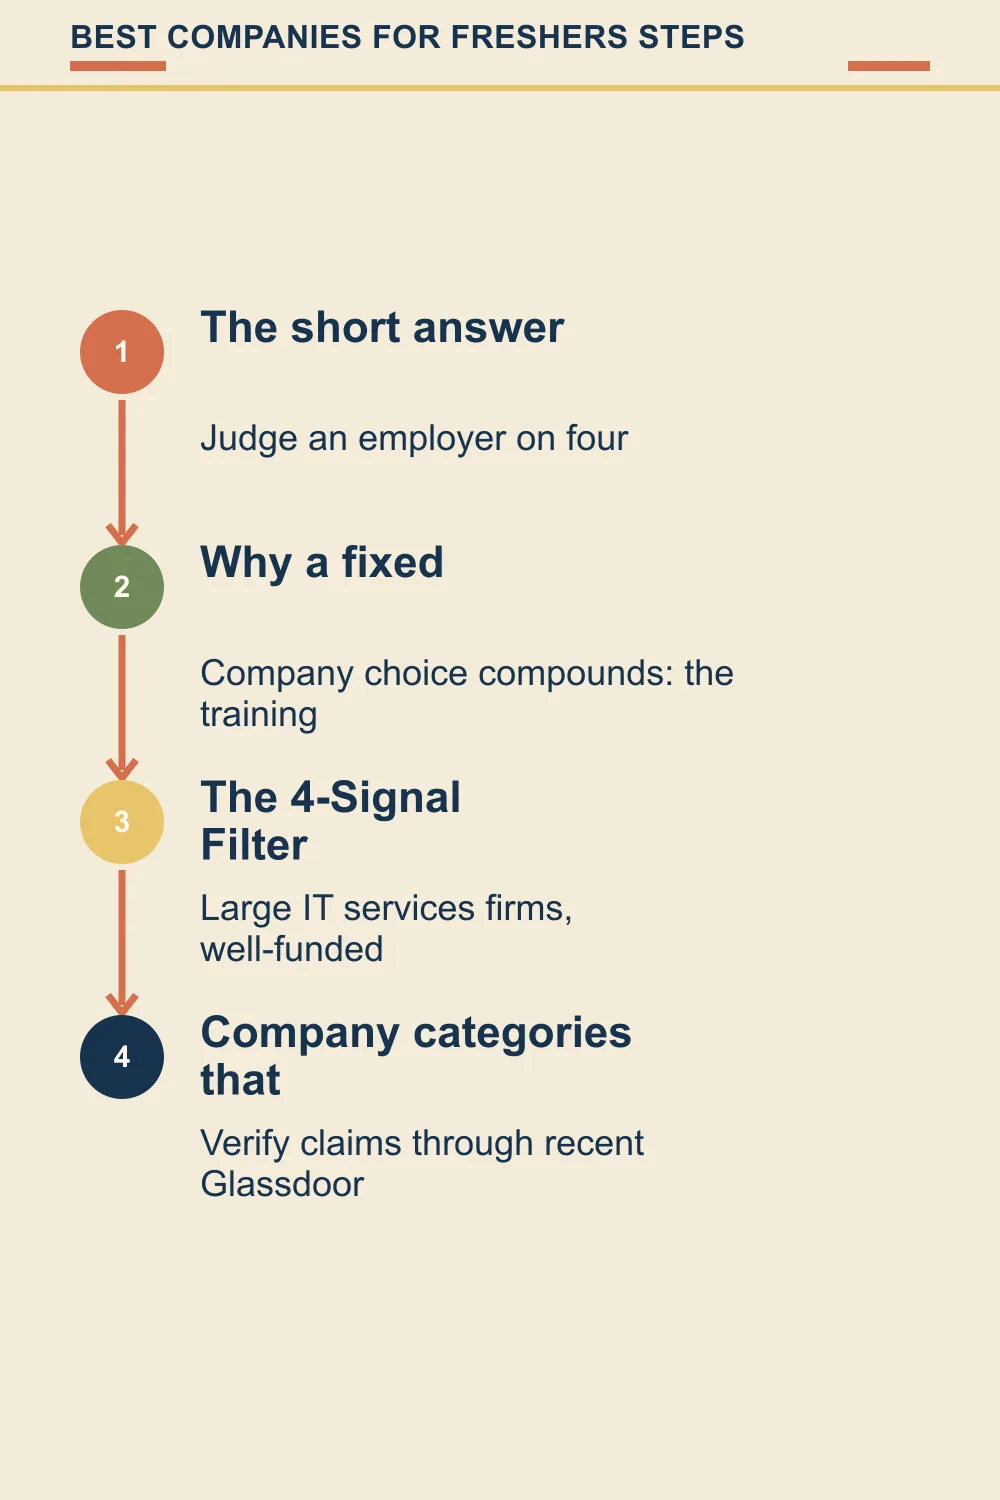 BEST COMPANIES FOR FRESHERS STEPS
1
The short answer
Judge an employer on four
2
Why a fixed
Company choice compounds: the
training
3
The 4-Signal
Filter
Large IT services firms,
well-funded
4
Company categories
that
Verify claims through recent
Glassdoor